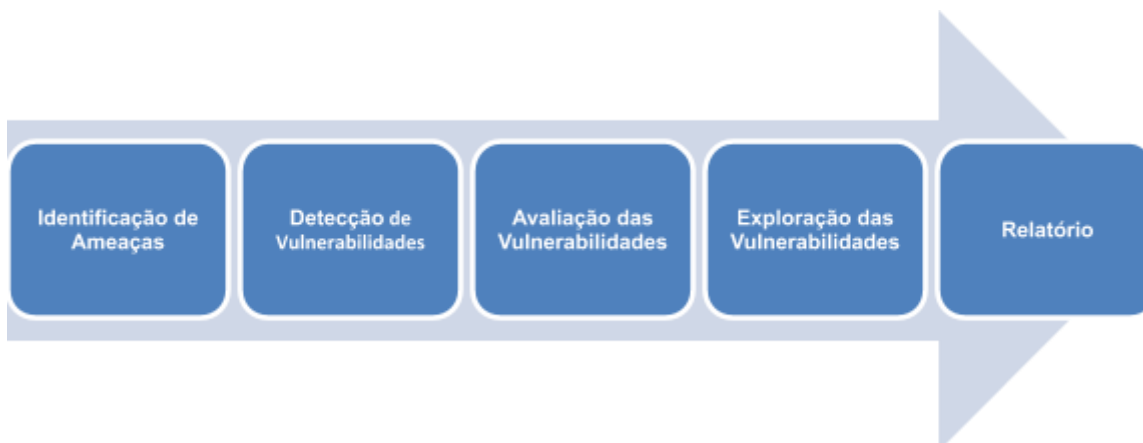 Identificação de
Ameaças
Detecção de
Vulnerabilidades
Avaliação das
Vulnerabilidades
Exploração das
Vulnerabilidades
Relatório